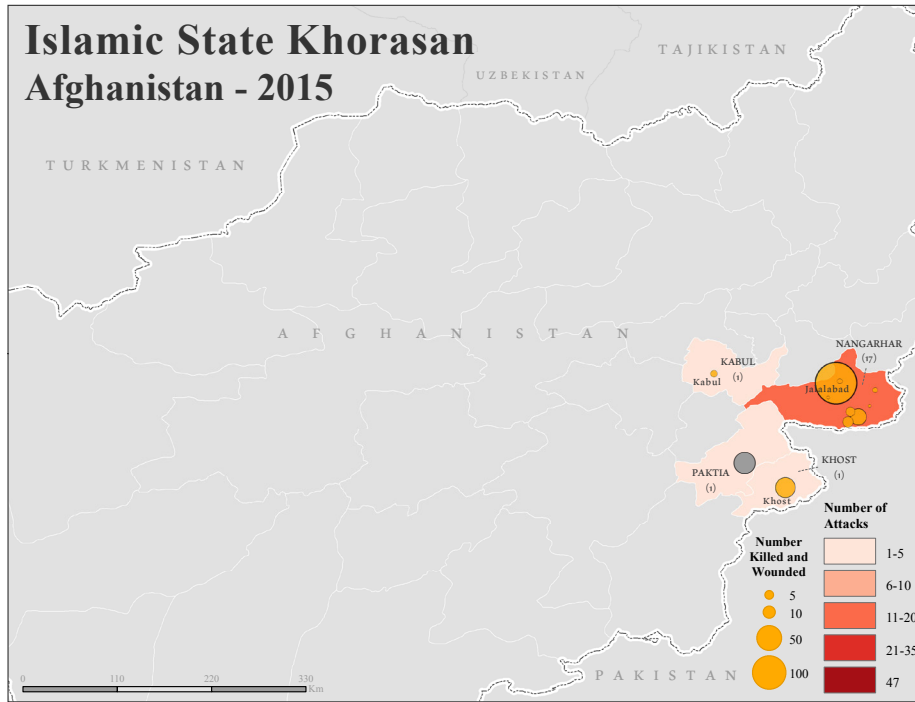 Islamic State Khorasan
Afghanistan - 2015
TAJIKISTAN
UZBEKISTAN
TURKMENISTAN
AFGHANISTAN
NANGARHAR
(17)
KABUL
(1)
Kabul
Jalalabad
KHOST
(1)
PAKTIA
(1)
Khost
Number of
Attacks
1-5
6-10
11-20
21-35
47
Number
Killed and
Wounded
5
10
50
100
PAKISTAN
0 110 220 330
Km